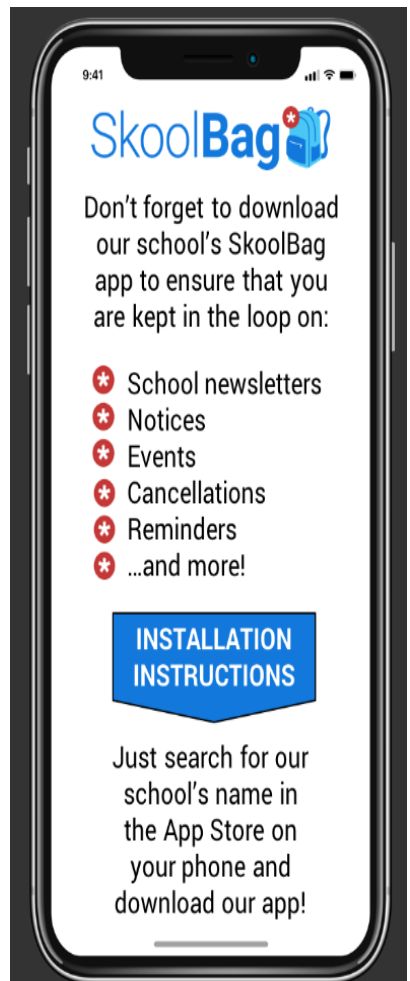 9:41
SkoolBag
Don't forget to download
our school's SkoolBag
app to ensure that you
are kept in the loop on:
School newsletters
Notices
Events
Cancellations
Reminders
...and more!
INSTALLATION
INSTRUCTIONS
Just search for our
school's name in
the App Store on
your phone and
download our app!